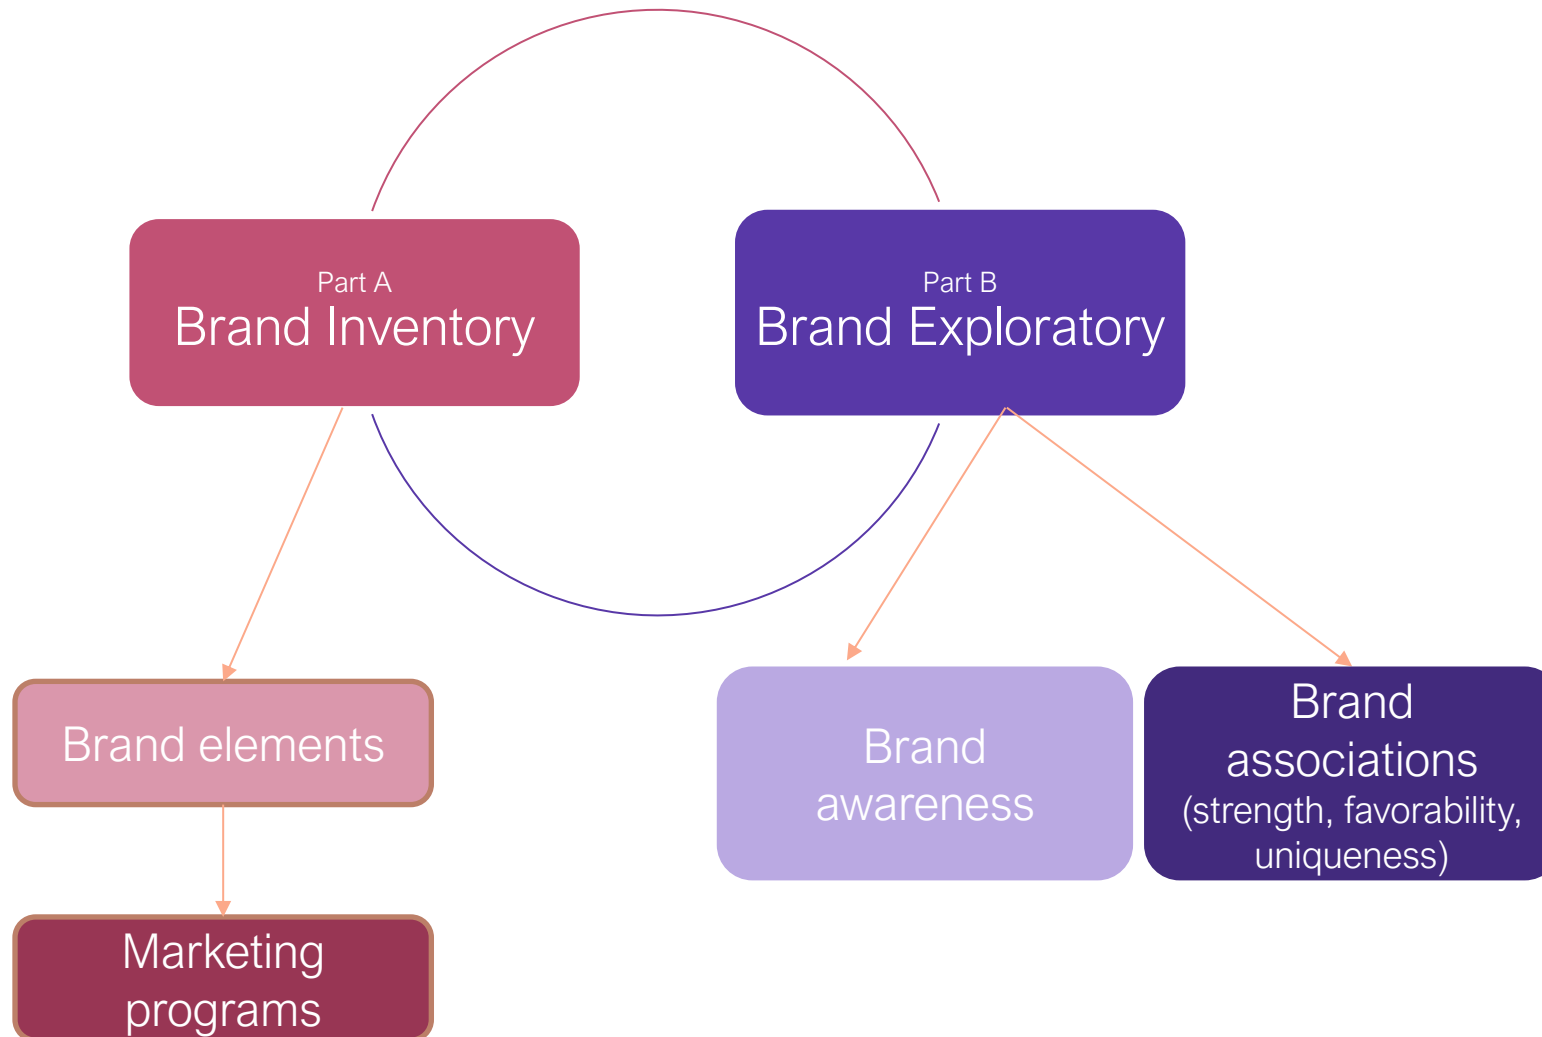 Part A
Brand Inventory
Part B
Brand Exploratory
Brand elements
Brand
awareness
Brand
associations
(strength, favorability,
uniqueness)
Marketing
programs